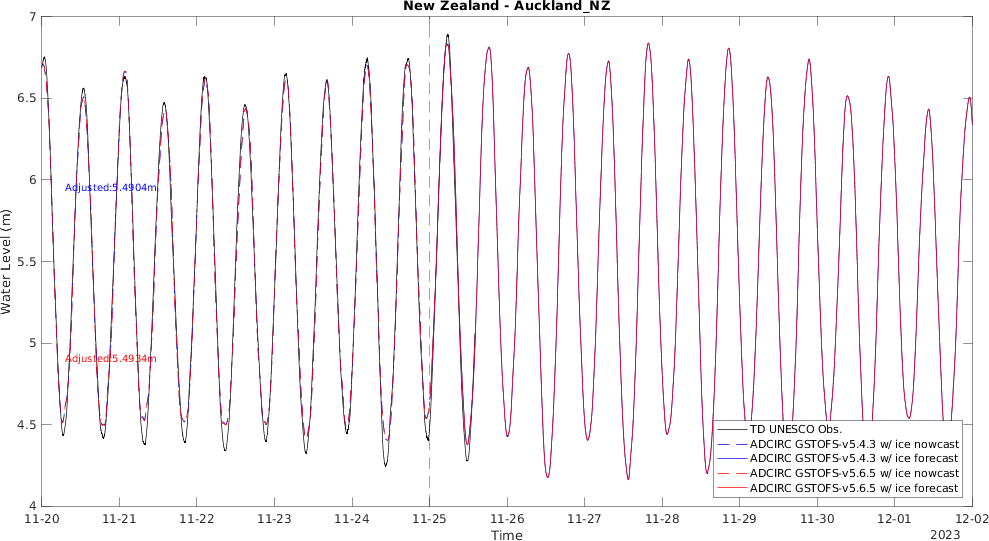 New Zealand - Auckland_NZ
7
6.5
6
5.5
5
4.5
4
Water Level (m)
Adjusted:5.4904m
Adjusted:5.4934m
TD UNESCO Obs.
ADCIRC GSTOFS-v5.4.3 w/ ice nowcast
ADCIRC GSTOFS-v5.4.3 w/ ice forecast
ADCIRC GSTOFS-v5.6.5 w/ ice nowcast
ADCIRC GSTOFS-v5.6.5 w/ ice forecast
11-20 11-21 11-22 11-23 11-24 11-25 11-26 11-27 11-28 11-29 11-30 12-01 12-02
Time
2023